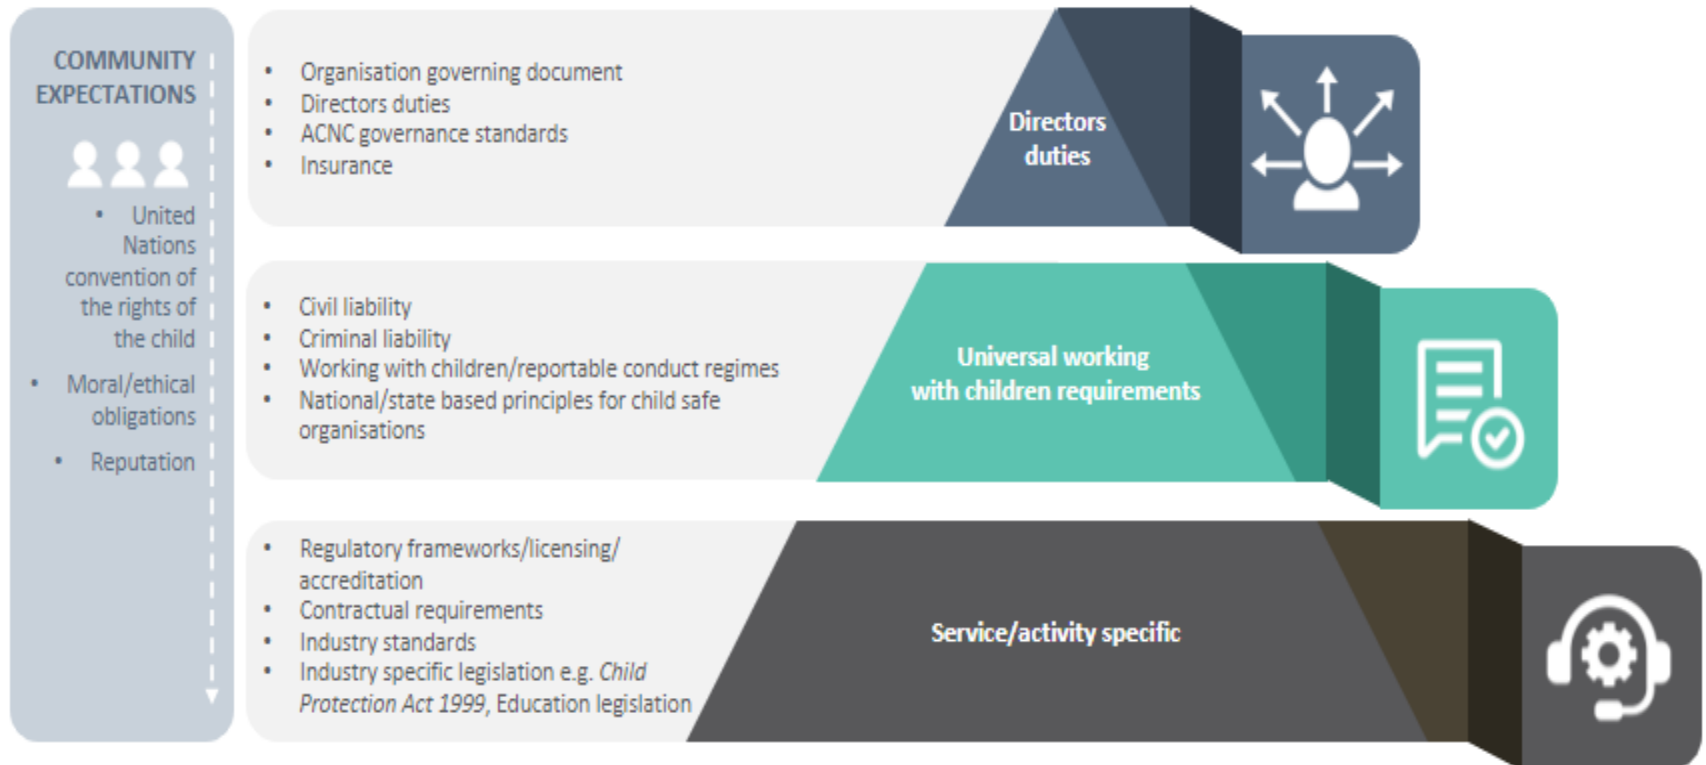 COMMUNITY
EXPECTATIONS
• United
Nations
convention of
the rights of
the child
• Moral/ethical
obligations
• Reputation
• Organisation governing document
• Directors duties
• ACNC governance standards
• Insurance
Directors
duties
• Civil liability
• Criminal liability
• Working with children/reportable conduct regimes
• National/state based principles for child safe
organisations
Universal working
with children requirements
• Regulatory frameworks/licensing/
accreditation
• Contractual requirements
• Industry standards
• Industry specific legislation e.g. Child
Protection Act 1999, Education legislation
Service/activity specific